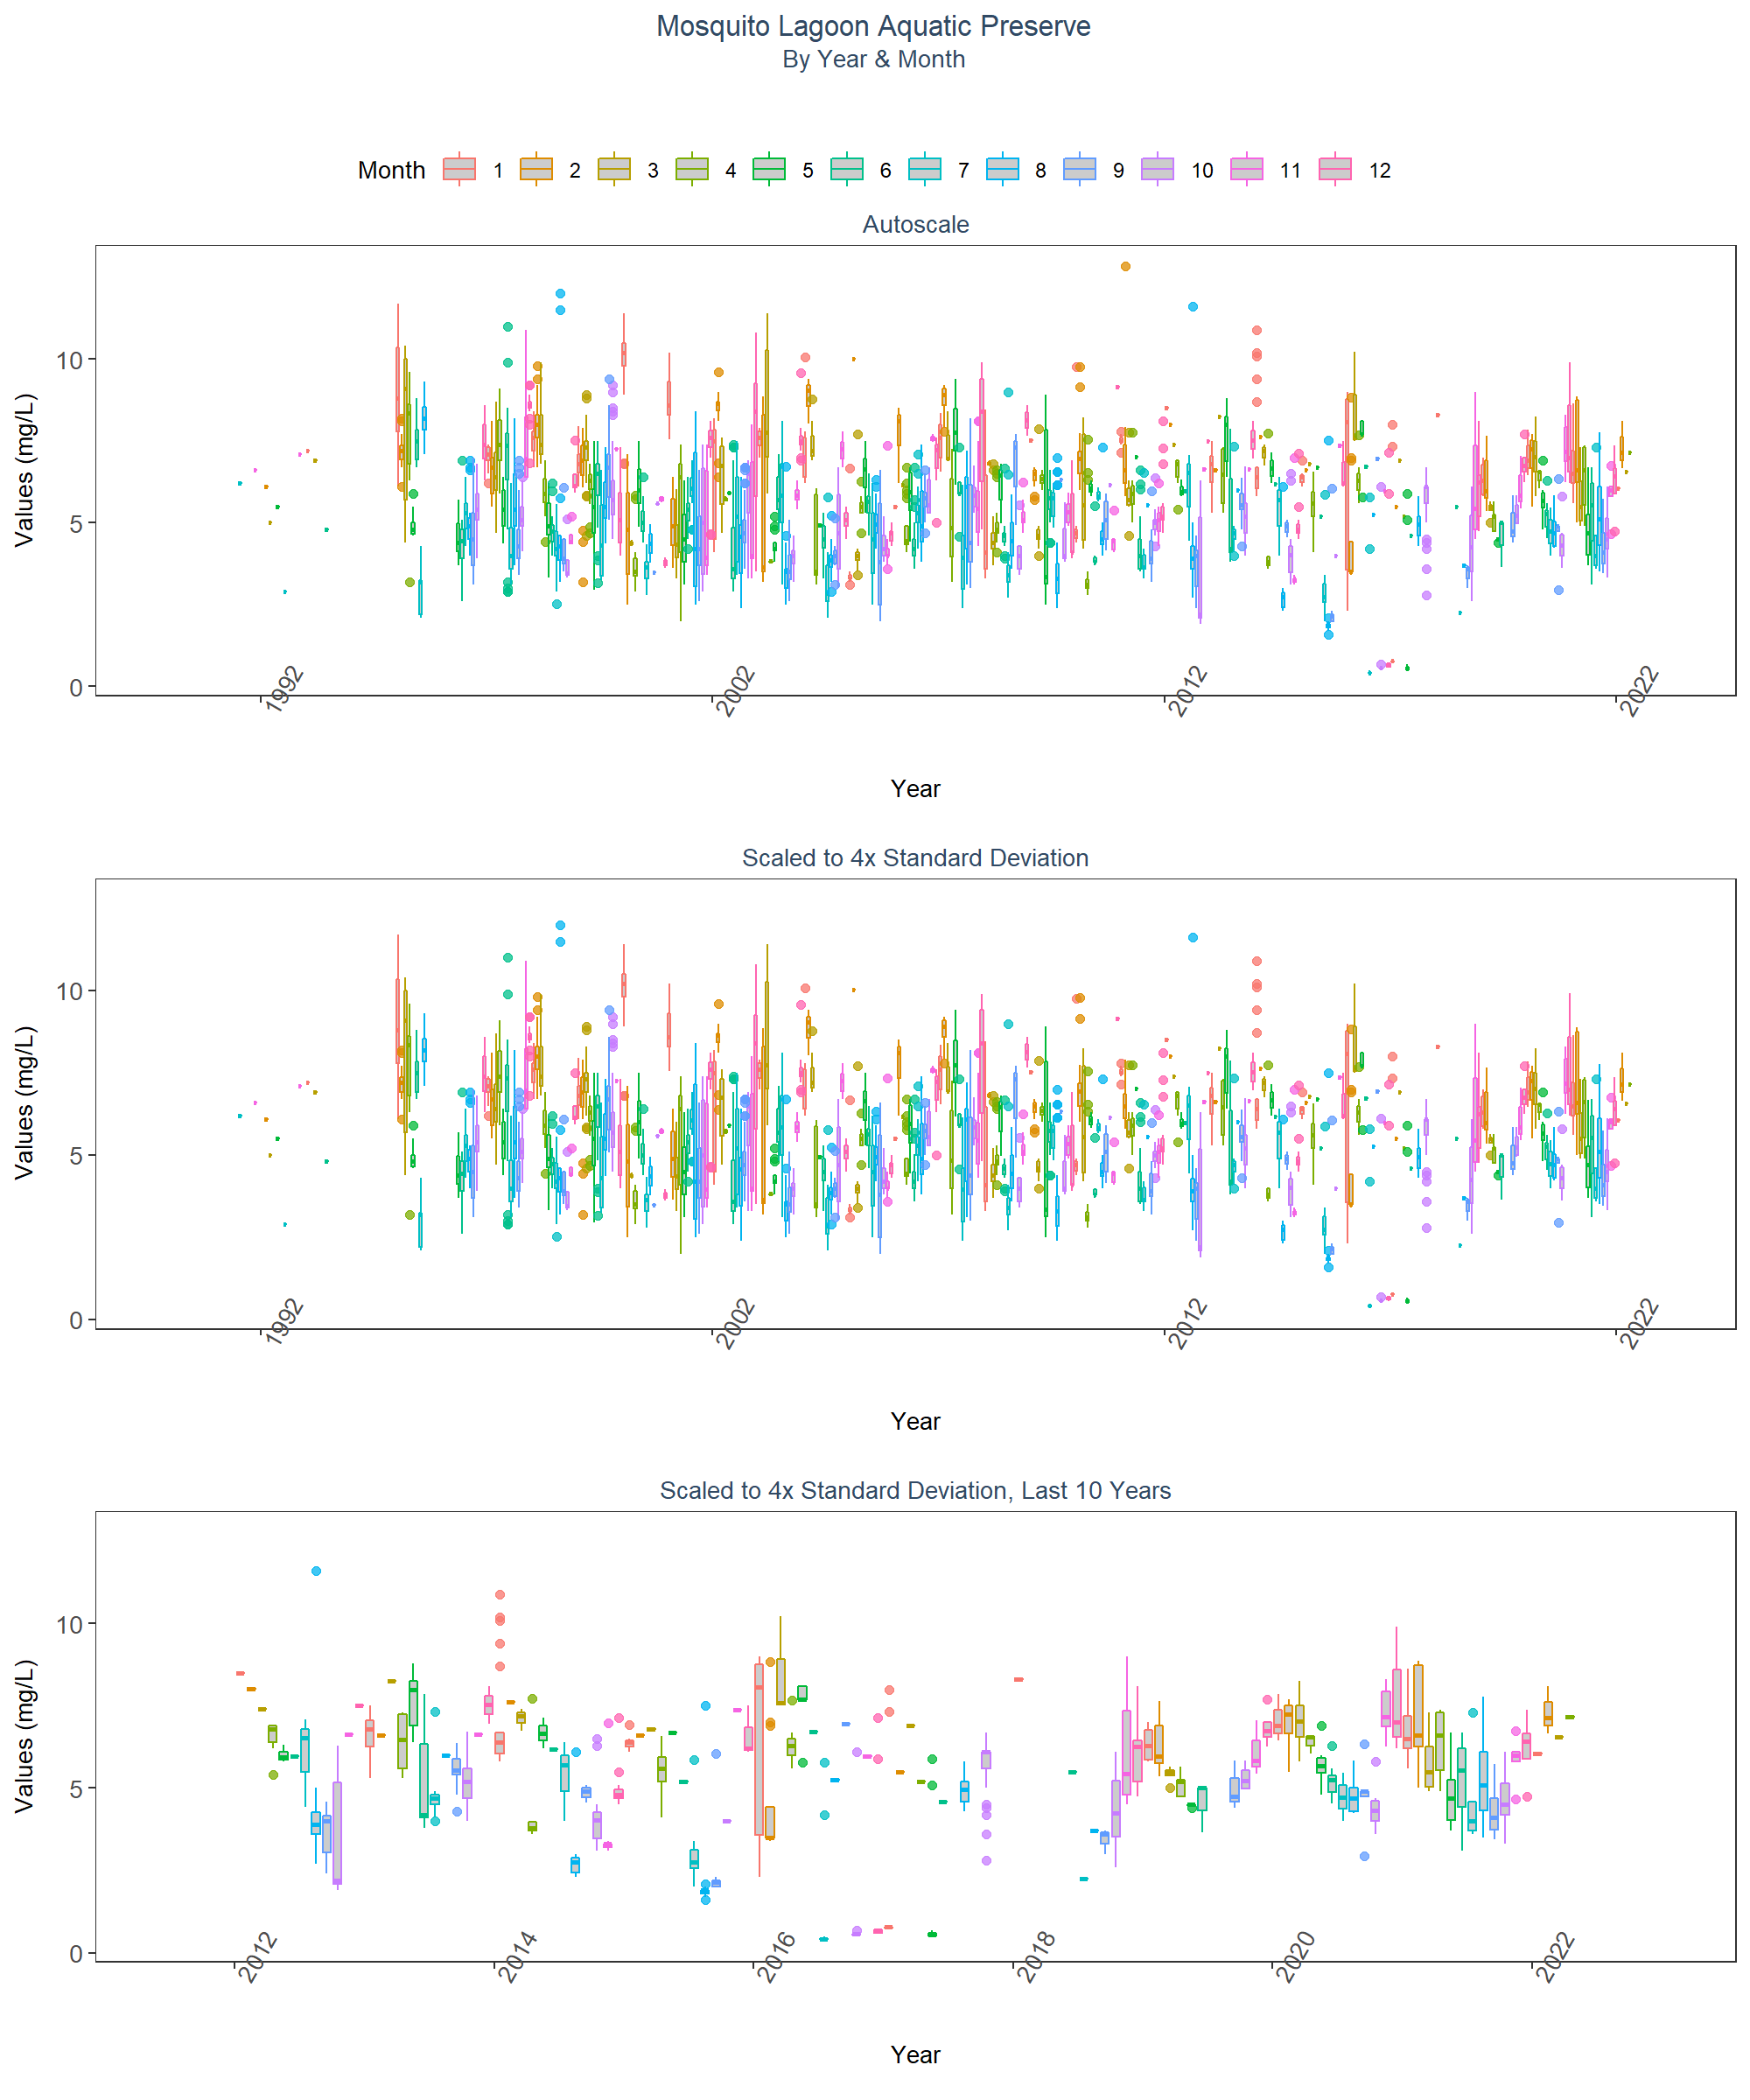 Mosquito Lagoon Aquatic Preserve
By Year & Month
Month 1 2 3 4 5 6 7 8 9 10 11 12
Autoscale
Values (mg/L)
10
5
0
1992 2002 2012 2022
Year
Scaled to 4x Standard Deviation
Values (mg/L)
10
5
0
1992 2002 2012 2022
Year
Scaled to 4x Standard Deviation, Last 10 Years
Values (mg/L)
10
5
0
2012 2014 2016 2018 2020 2022
Year